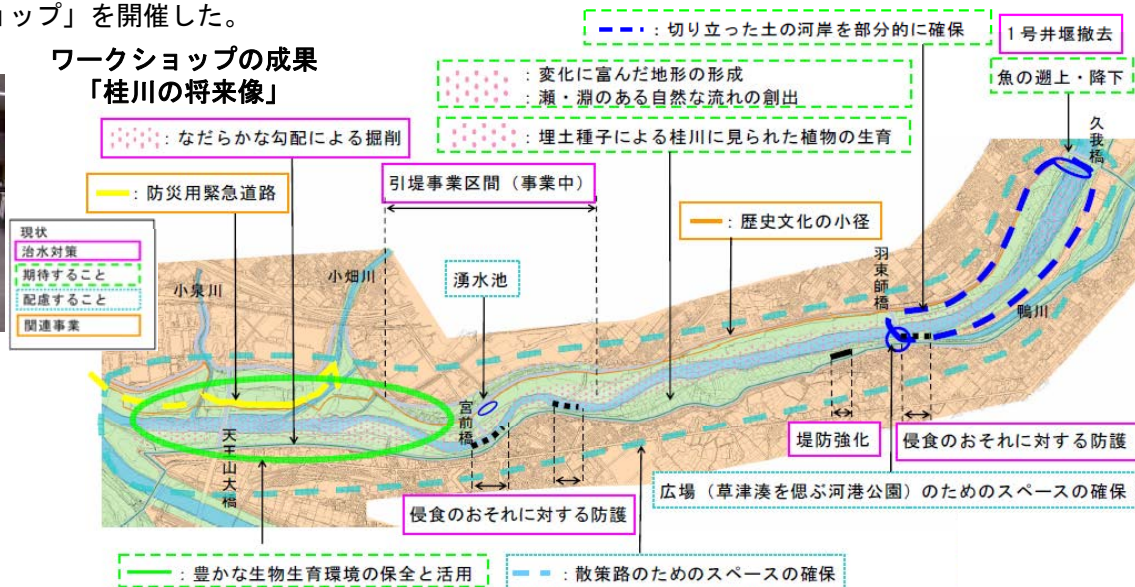 ョップ」を開催した。
ワークショップの成果
「桂川の将来像」
: 切り立った土の河岸を部分的に確保
1号井堰撤去
: 変化に富んだ地形の形成
: 瀬・淵のある自然な流れの創出
魚の遡上・降下
: なだらかな勾配による掘削
: 埋土種子による桂川に見られた植物の生育
久我橋
: 防災用緊急道路
引堤事業区間（事業中）
: 歴史文化の小径
現状
治水対策
期待すること
配慮すること
関連事業
小泉川
小畑川
湧水池
羽束師橋
鴨川
宮前橋
天王山大橋
堤防強化
侵食のおそれに対する防護
広場（草津湊を偲ぶ河港公園）のためのスペースの確保
侵食のおそれに対する防護
: 豊かな生物生育環境の保全と活用
: 散策路のためのスペースの確保